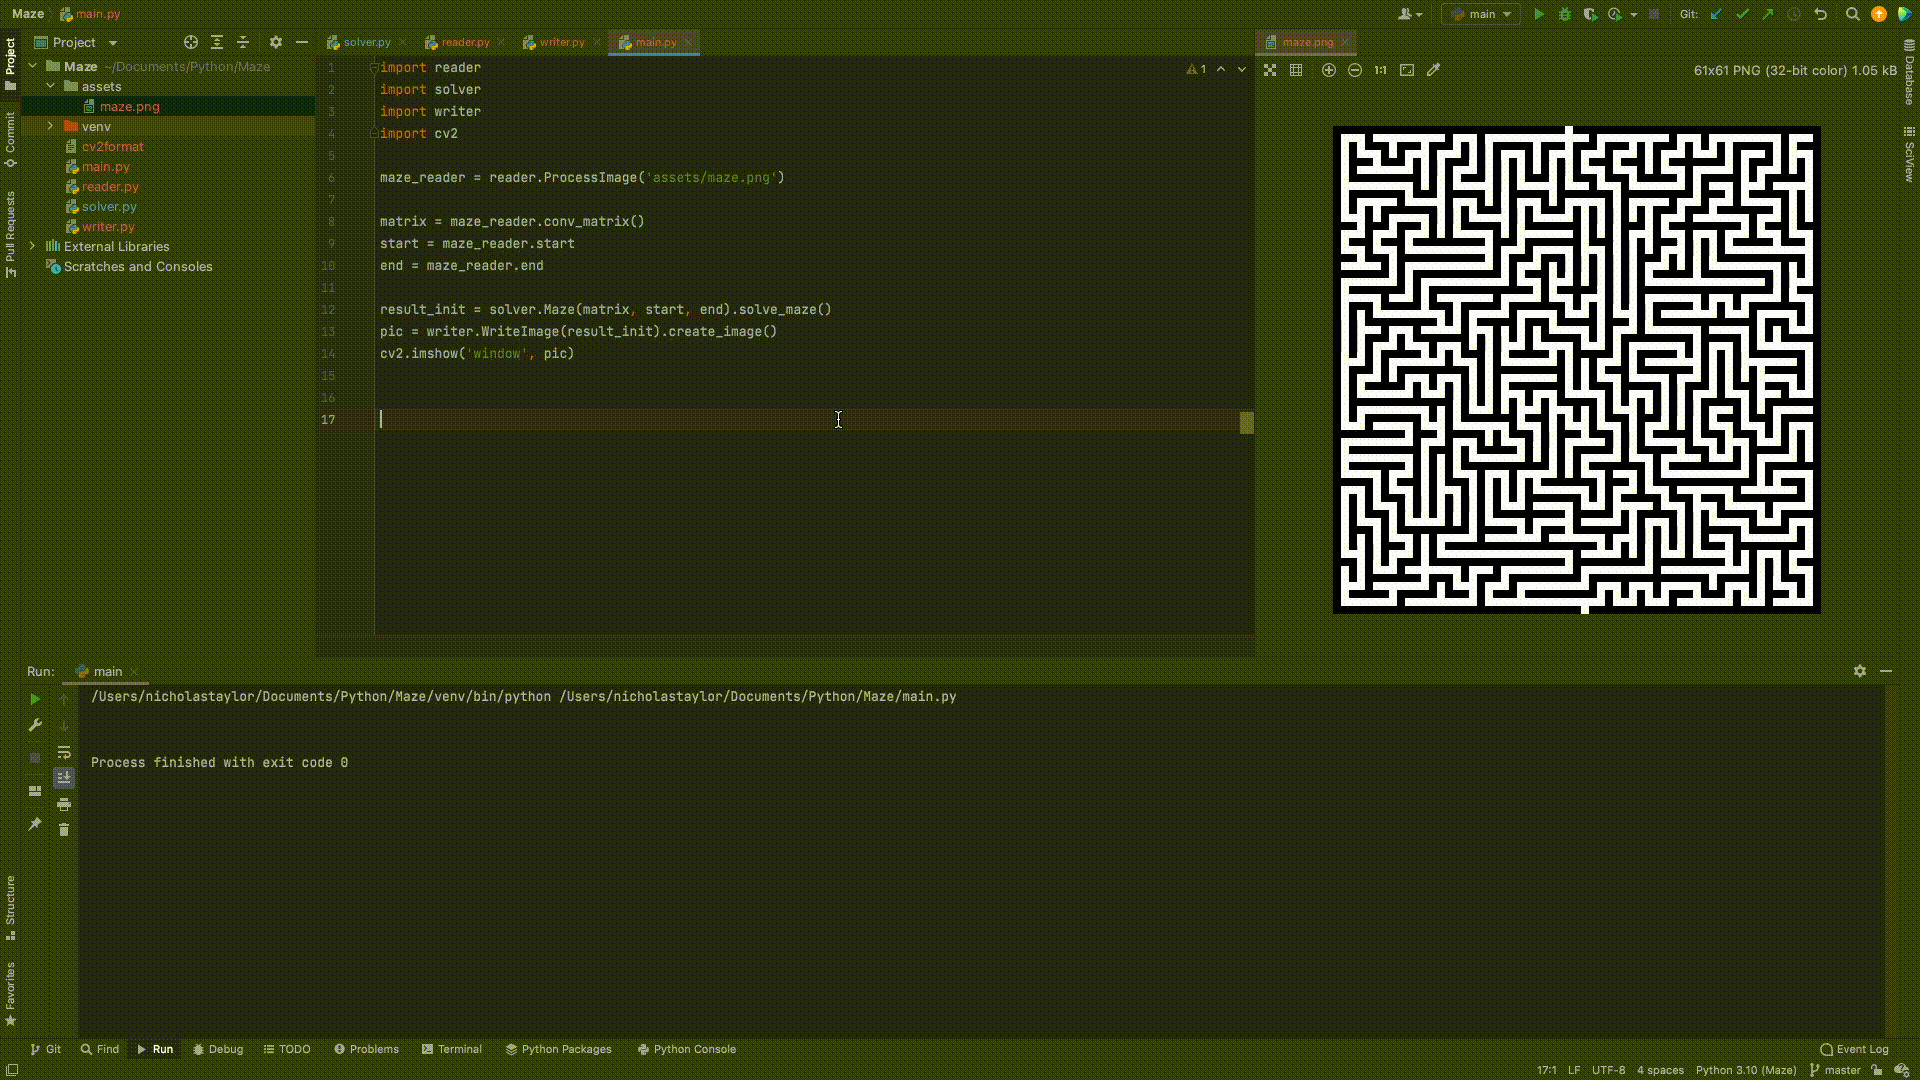 Maze
main.py
main
Git:
Project
Project
Maze ~/Documents/Python/Maze
assets
maze.png
venv
cv2format
main.py
reader.py
solver.py
writer.py
External Libraries
Scratches and Consoles
Commit
Pull Requests
Structure
Favorites
solver.py
reader.py
writer.py
main.py
1 import reader
2 import solver
3 import writer
4 import cv2
5
6 maze_reader = reader.ProcessImage('assets/maze.png')
7
8 matrix = maze_reader.conv_matrix()
9 start = maze_reader.start
10 end = maze_reader.end
11
12 result_init = solver.Maze(matrix, start, end).solve_maze()
13 pic = writer.WriteImage(result_init).create_image()
14 cv2.imshow('window', pic)
15
16
17
1
maze.png
1:1
61x61 PNG (32-bit color) 1.05 kB
Database
SciView
Run:
main
/Users/nicholastaylor/Documents/Python/Maze/venv/bin/python /Users/nicholastaylor/Documents/Python/Maze/main.py
Process finished with exit code 0
Git
Find
Run
Debug
TODO
Problems
Terminal
Python Packages
Python Console
Event Log
17:1 LF UTF-8 4 spaces Python 3.10 (Maze) master